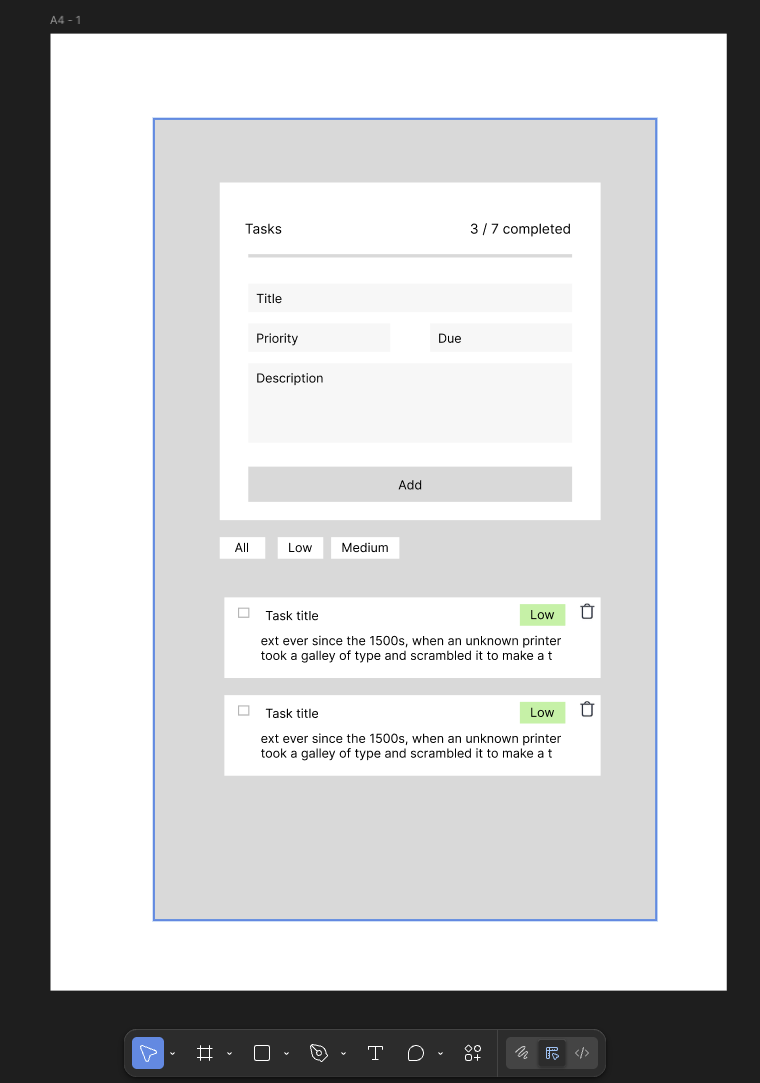 A4 - 1
Tasks
3 / 7 completed
Title
Priority
Due
Description
Add
All
Low
Medium
Task title
Low
ext ever since the 1500s, when an unknown printer
took a galley of type and scrambled it to make a t
Task title
Low
ext ever since the 1500s, when an unknown printer
took a galley of type and scrambled it to make a t